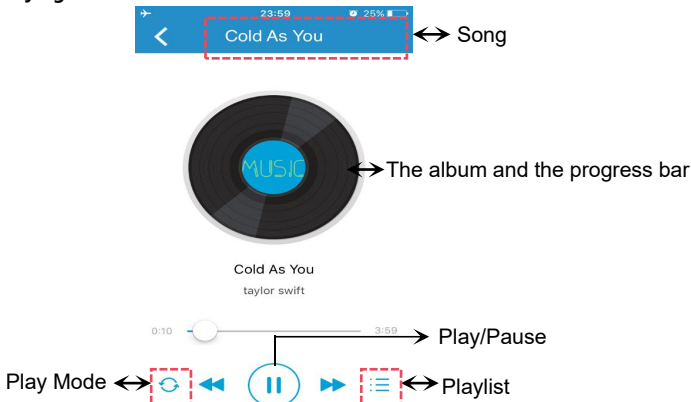 23:59 25%
Cold As You
Song
MUSIC
The album and the progress bar
Cold As You
taylor swift
0:10 3:59
Play/Pause
Play Mode
Playlist